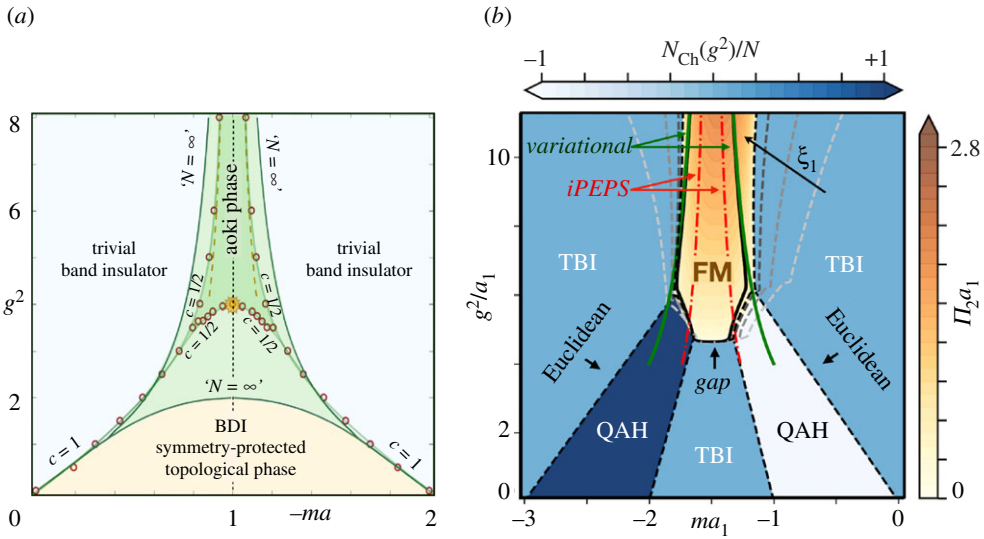 (a)
8
6
g²
2
0
1
–ma
2
'N = ∞'
'N = ∞'
aoki phase
trivial
band insulator
trivial
band insulator
c = 1/2
c = 1/2
c = 1/2
c = 1/2
'N = ∞'
c = 1
c = 1
BDI
symmetry-protected
topological phase
(b)
N_Ch(g²)/N
–1
+1
variational
iPEPS
ξ₁
10
g²/a₁
2
0
TBI
FM
TBI
Euclidean
Euclidean
gap
QAH
TBI
QAH
–3
–2
ma₁
–1
0
2.8
Π₂a₁
0